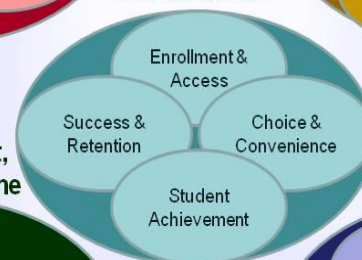 Enrollment &
Access
Success &
Retention
Choice &
Convenience
Student
Achievement